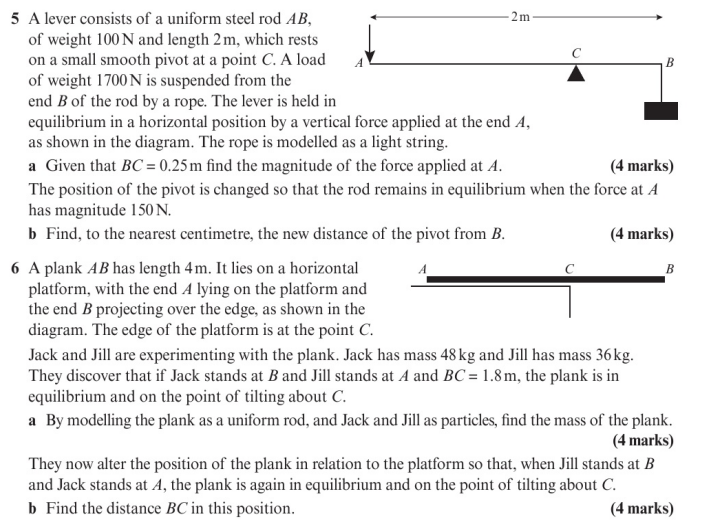 5 A lever consists of a uniform steel rod AB,
of weight 100 N and length 2 m, which rests
on a small smooth pivot at a point C. A load
of weight 1700 N is suspended from the
end B of the rod by a rope. The lever is held in
equilibrium in a horizontal position by a vertical force applied at the end A,
as shown in the diagram. The rope is modelled as a light string.
2 m
A
C
B
a Given that BC = 0.25 m find the magnitude of the force applied at A. (4 marks)
The position of the pivot is changed so that the rod remains in equilibrium when the force at A
has magnitude 150 N.
b Find, to the nearest centimetre, the new distance of the pivot from B. (4 marks)
6 A plank AB has length 4 m. It lies on a horizontal
platform, with the end A lying on the platform and
the end B projecting over the edge, as shown in the
diagram. The edge of the platform is at the point C.
A C B
Jack and Jill are experimenting with the plank. Jack has mass 48 kg and Jill has mass 36 kg.
They discover that if Jack stands at B and Jill stands at A and BC = 1.8 m, the plank is in
equilibrium and on the point of tilting about C.
a By modelling the plank as a uniform rod, and Jack and Jill as particles, find the mass of the plank.
(4 marks)
They now alter the position of the plank in relation to the platform so that, when Jill stands at B
and Jack stands at A, the plank is again in equilibrium and on the point of tilting about C.
b Find the distance BC in this position. (4 marks)